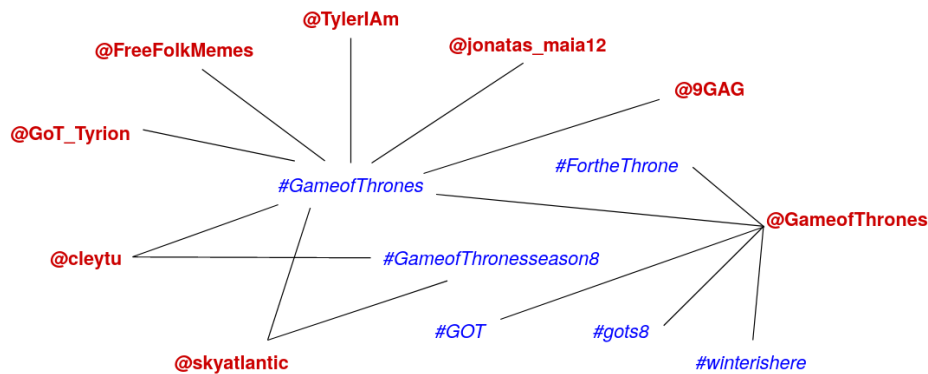 @TylerIAm
@FreeFolkMemes
@jonatas_maia12
@9GAG
@GoT_Tyrion
#FortheThrone
#GameofThrones
@GameofThrones
@cleytu
#GameofThronesseason8
#GOT
#gots8
@skyatlantic
#winterishere